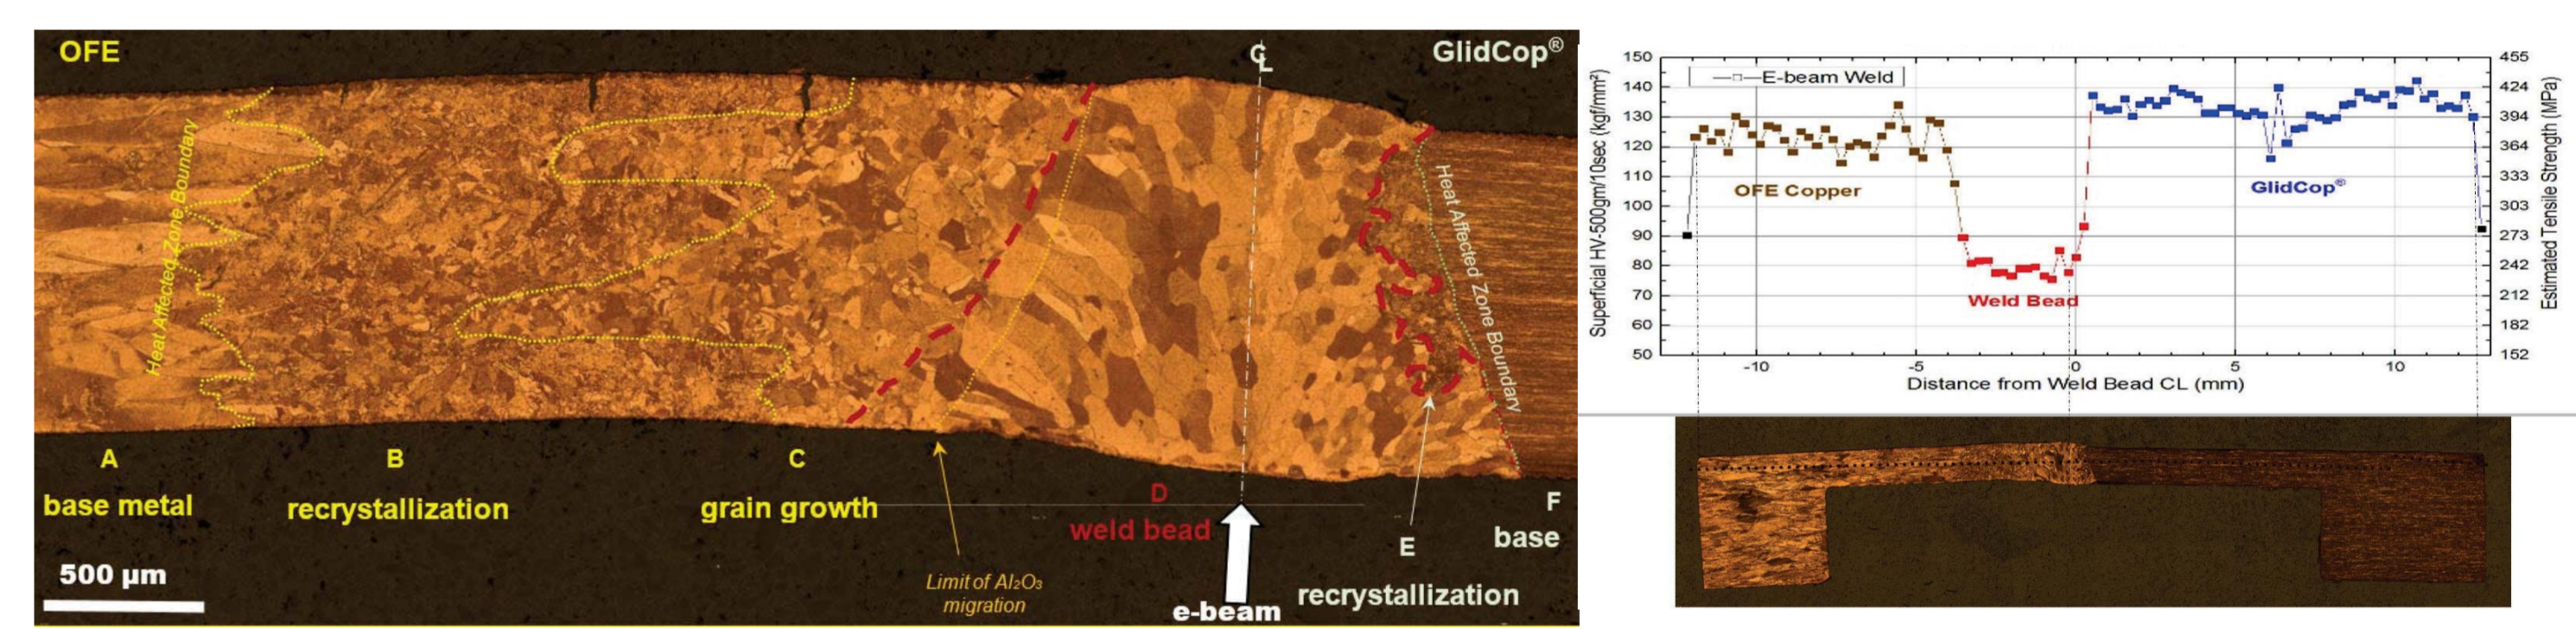 OFE
GlidCop®
CL
Heat Affected Zone Boundary
Heat Affected Zone Boundary
A
base metal
B
recrystallization
C
grain growth
D
weld bead
E
recrystallization
F
base
500 µm
Limit of Al₂O₃
migration
e-beam
Superficial HV-500gm/10sec (kgf/mm²)
150
140
130
120
110
100
90
80
70
60
50
E-beam Weld
OFE Copper
Weld Bead
GlidCop®
455
424
394
364
333
303
273
242
212
182
152
Estimated Tensile Strength (MPa)
-10
-5
0
5
10
Distance from Weld Bead CL (mm)